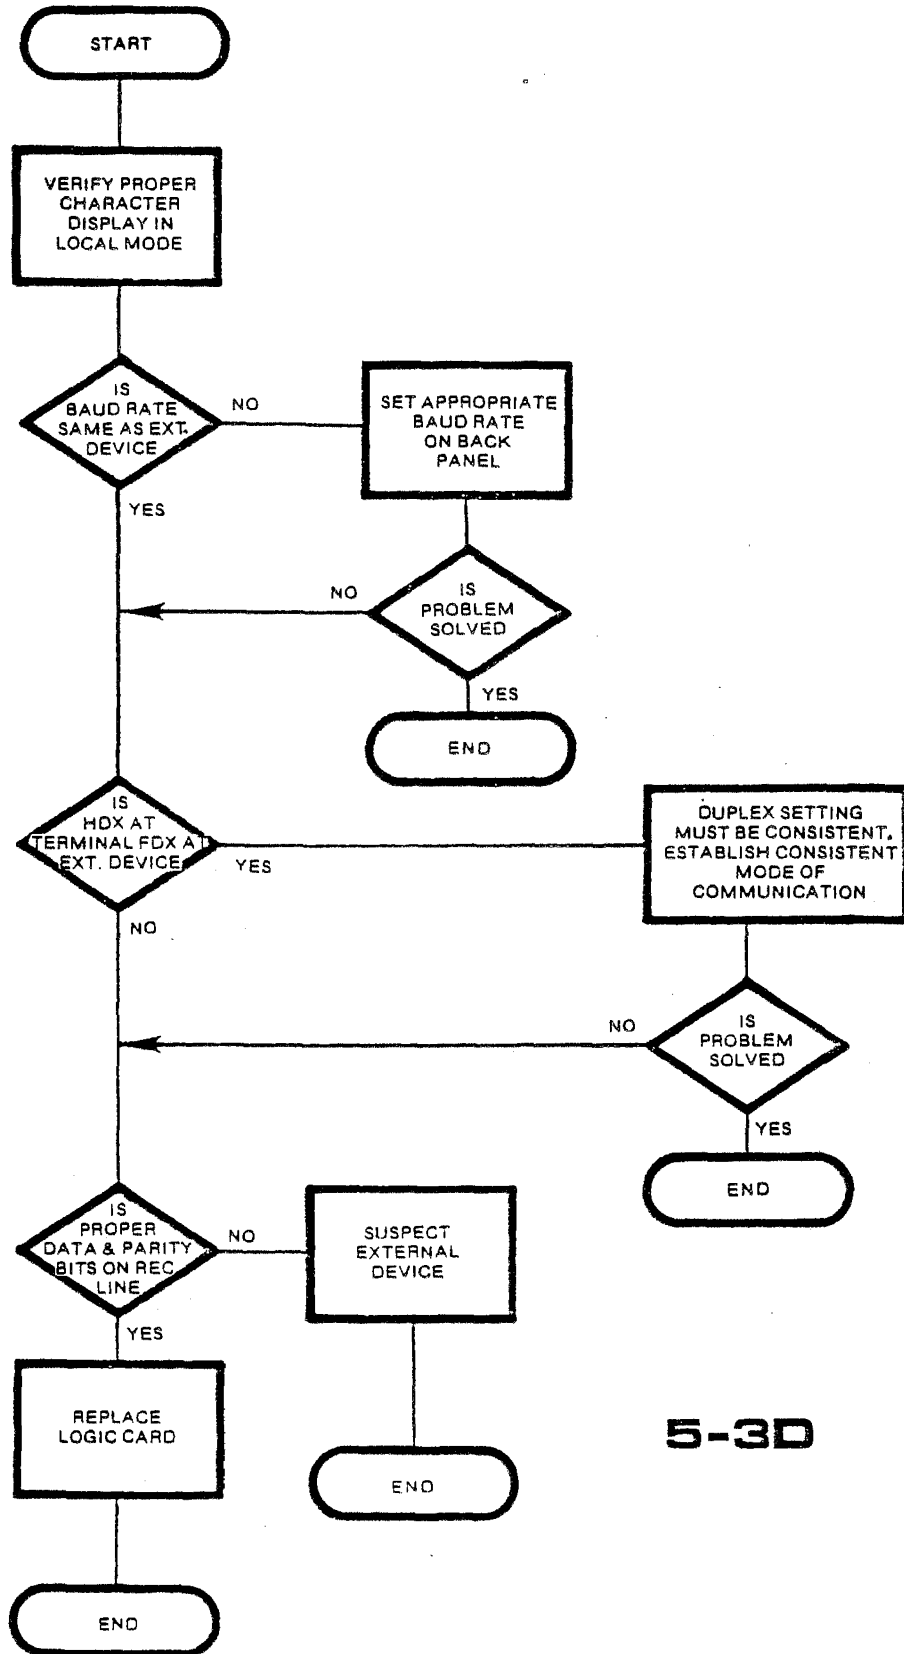 START
VERIFY PROPER
CHARACTER
DISPLAY IN
LOCAL MODE
IS
BAUD RATE
SAME AS EXT.
DEVICE
NO
YES
SET APPROPRIATE
BAUD RATE
ON BACK
PANEL
IS
PROBLEM
SOLVED
NO
YES
END
IS
HDX AT
TERMINAL FDX AT
EXT. DEVICE
YES
NO
DUPLEX SETTING
MUST BE CONSISTENT.
ESTABLISH CONSISTENT
MODE OF
COMMUNICATION
IS
PROBLEM
SOLVED
NO
YES
END
IS
PROPER
DATA & PARITY
BITS ON REC
LINE
NO
YES
SUSPECT
EXTERNAL
DEVICE
END
REPLACE
LOGIC CARD
END
5-3D